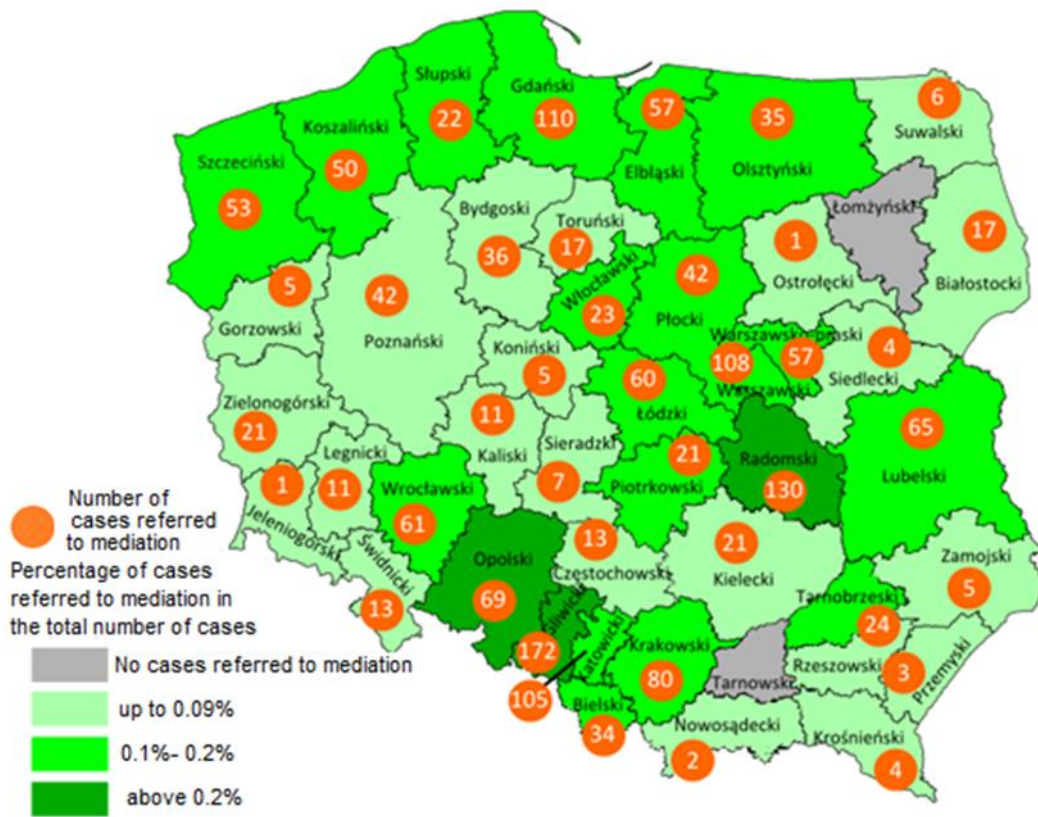 Słupski
22
Gdański
110
57
Elbląski
35
Olsztyński
6
Suwalski
Koszaliński
50
Szczeciński
53
Łomżyński
Bydgoski
36
Toruński
17
1
Ostrołęcki
17
Białostocki
5
Gorzowski
42
Poznański
Włocławski
23
42
Płocki
Koniński
5
60
Łódzki
Warszawsko-praski
108
57
Warszawski
4
Siedlecki
Zielonogórski
21
11
Kaliski
Sieradzki
7
21
Piotrkowski
Radomski
130
65
Lubelski
Legnicki
1
11
Jeleniogórski
Wrocławski
61
Świdnicki
13
Opolski
69
13
Częstochowski
21
Kielecki
Zamojski
5
Gliwicki
172
Katowicki
105
Krakowski
80
Tarnowski
Tarnobrzeski
24
Rzeszowski
3
Przemyski
Bielski
34
Nowosądecki
2
Krośnieński
4
Number of
cases referred
to mediation
Percentage of cases
referred to mediation in
the total number of cases
No cases referred to mediation
up to 0.09%
0.1%- 0.2%
above 0.2%